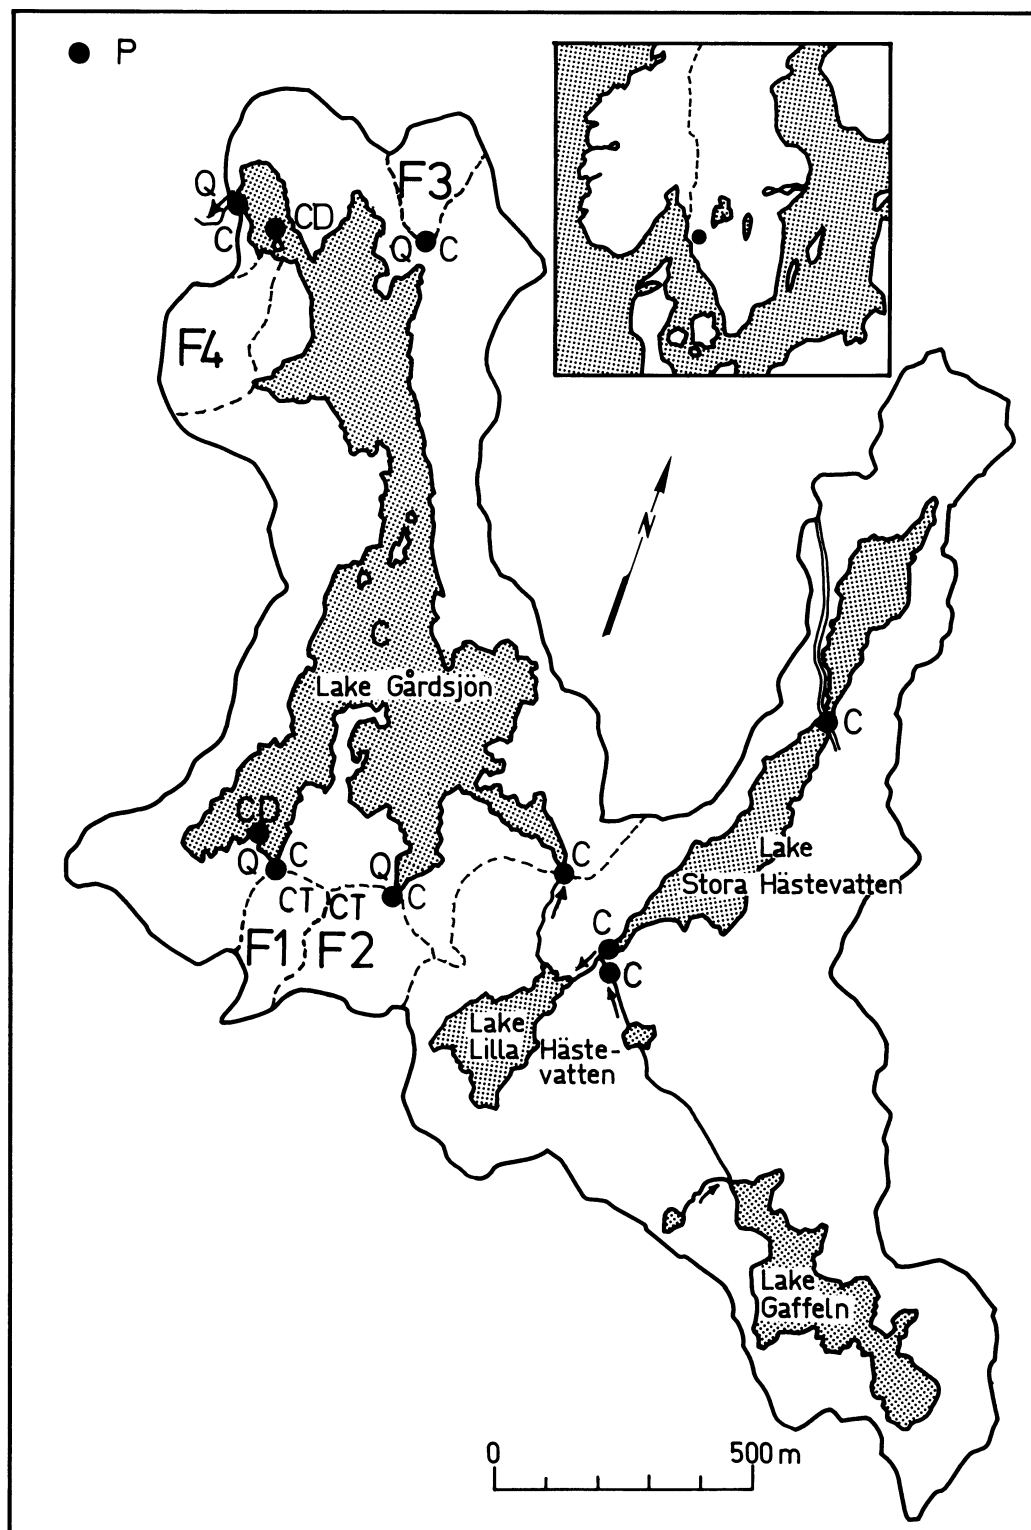 P
F3
Q
CD
C
Q
C
F4
N
C
Lake Gårdsjön
C
CD
Q
C
Q
C
CT
CT
C
F1
F2
Lake
Stora Hästevatten
C
C
Lake
Lilla Häste-
vatten
Lake
Gaffeln
0
500 m